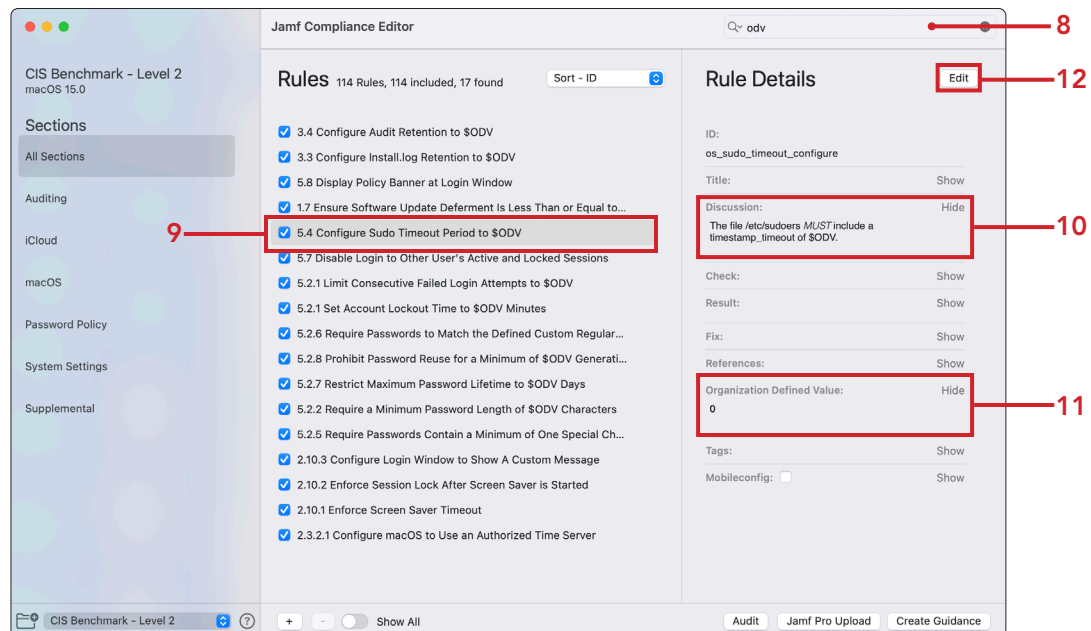 Jamf Compliance Editor
odv
8
CIS Benchmark - Level 2
macOS 15.0
Sections
All Sections
Auditing
iCloud
macOS
Password Policy
System Settings
Supplemental
CIS Benchmark - Level 2
?
Rules 114 Rules, 114 included, 17 found
Sort - ID
3.4 Configure Audit Retention to $ODV
3.3 Configure Install.log Retention to $ODV
5.8 Display Policy Banner at Login Window
1.7 Ensure Software Update Deferment Is Less Than or Equal to...
9
5.4 Configure Sudo Timeout Period to $ODV
5.7 Disable Login to Other User's Active and Locked Sessions
5.2.1 Limit Consecutive Failed Login Attempts to $ODV
5.2.1 Set Account Lockout Time to $ODV Minutes
5.2.6 Require Passwords to Match the Defined Custom Regular...
5.2.8 Prohibit Password Reuse for a Minimum of $ODV Generati...
5.2.7 Restrict Maximum Password Lifetime to $ODV Days
5.2.2 Require a Minimum Password Length of $ODV Characters
5.2.5 Require Passwords Contain a Minimum of One Special Ch...
2.10.3 Configure Login Window to Show A Custom Message
2.10.2 Enforce Session Lock After Screen Saver is Started
2.10.1 Enforce Screen Saver Timeout
2.3.2.1 Configure macOS to Use an Authorized Time Server
+ - Show All
Rule Details
Edit
12
ID:
os_sudo_timeout_configure
Title: Show
Discussion: Hide
The file /etc/sudoers MUST include a
timestamp_timeout of $ODV.
10
Check: Show
Result: Show
Fix: Show
References: Show
Organization Defined Value: Hide
0
11
Tags: Show
Mobileconfig: Show
Audit
Jamf Pro Upload
Create Guidance